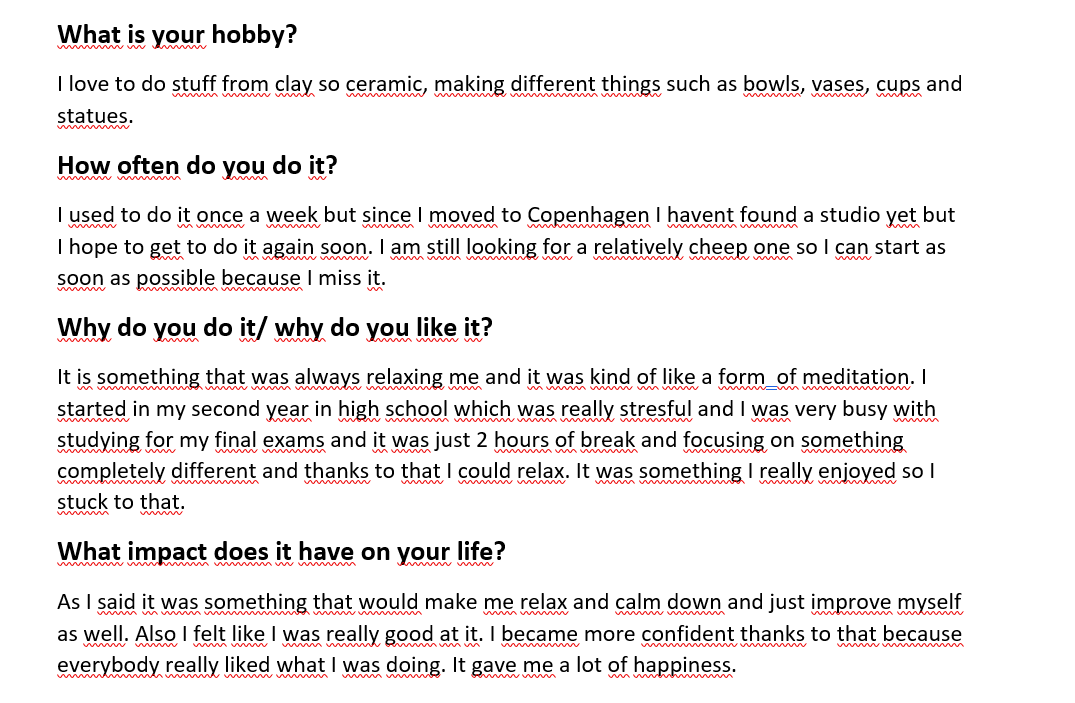 What is your hobby?
I love to do stuff from clay so ceramic, making different things such as bowls, vases, cups and
statues.
How often do you do it?
I used to do it once a week but since I moved to Copenhagen I havent found a studio yet but
I hope to get to do it again soon. I am still looking for a relatively cheep one so I can start as
soon as possible because I miss it.
Why do you do it/ why do you like it?
It is something that was always relaxing me and it was kind of like a form of meditation. I
started in my second year in high school which was really stresful and I was very busy with
studying for my final exams and it was just 2 hours of break and focusing on something
completely different and thanks to that I could relax. It was something I really enjoyed so I
stuck to that.
What impact does it have on your life?
As I said it was something that would make me relax and calm down and just improve myself
as well. Also I felt like I was really good at it. I became more confident thanks to that because
everybody really liked what I was doing. It gave me a lot of happiness.